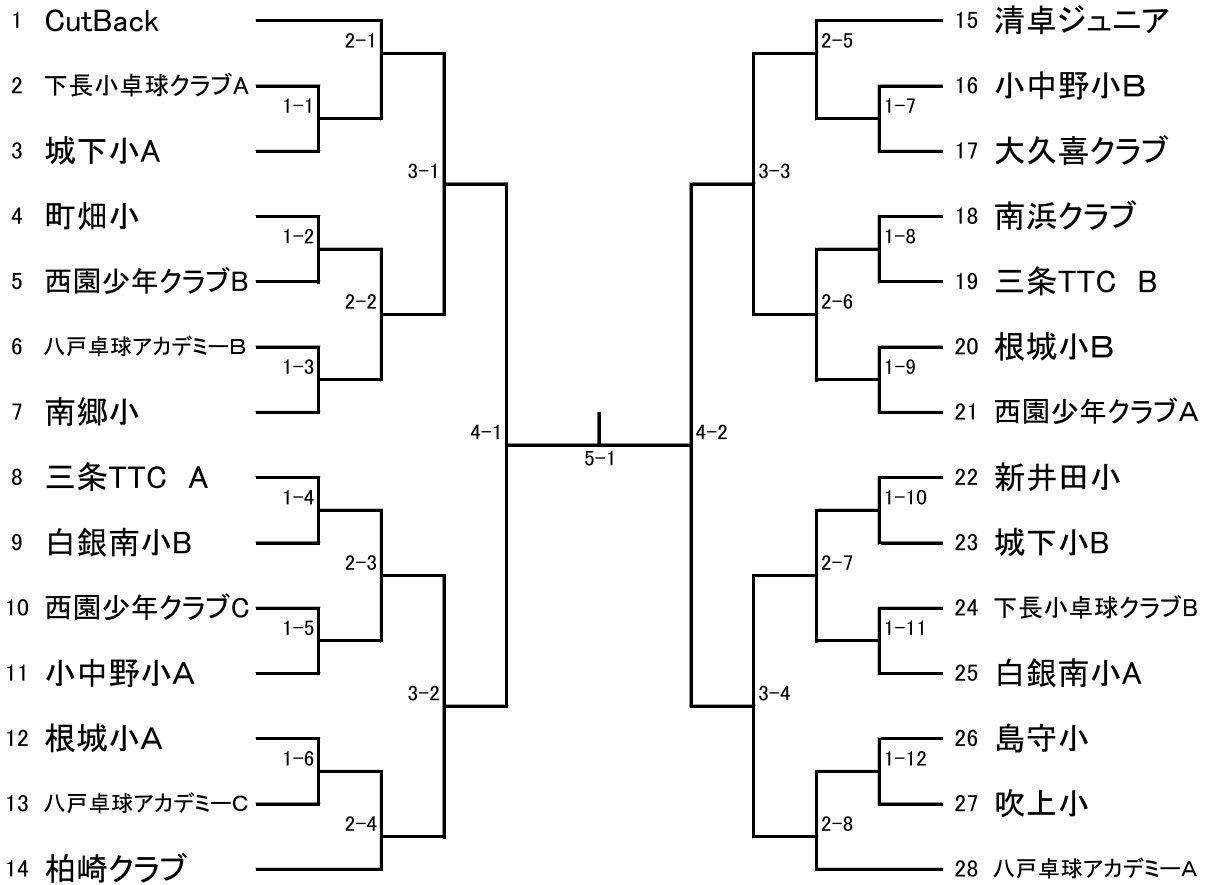 1 CutBack
2 下長小卓球クラブA
3 城下小A
4 町畑小
5 西園少年クラブB
6 八戸卓球アカデミーB
7 南郷小
8 三条TTC A
9 白銀南小B
10 西園少年クラブC
11 小中野小A
12 根城小A
13 八戸卓球アカデミーC
14 柏崎クラブ
2-1
1-1
3-1
1-2
2-2
1-3
4-1
1-4
2-3
1-5
3-2
1-6
2-4
5-1
2-5
1-7
3-3
1-8
2-6
1-9
4-2
1-10
2-7
1-11
3-4
1-12
2-8
15 清卓ジュニア
16 小中野小B
17 大久喜クラブ
18 南浜クラブ
19 三条TTC B
20 根城小B
21 西園少年クラブA
22 新井田小
23 城下小B
24 下長小卓球クラブB
25 白銀南小A
26 島守小
27 吹上小
28 八戸卓球アカデミーA